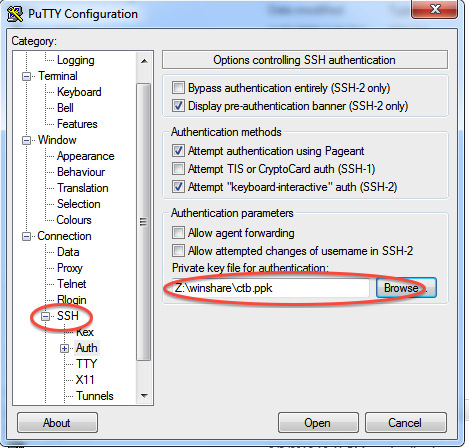 PuTTY Configuration
Category:
Logging
Terminal
Keyboard
Bell
Features
Window
Appearance
Behaviour
Translation
Selection
Colours
Connection
Data
Proxy
Telnet
Rlogin
SSH
Kex
Auth
TTY
X11
Tunnels
Options controlling SSH authentication
Bypass authentication entirely (SSH-2 only)
Display pre-authentication banner (SSH-2 only)
Authentication methods
Attempt authentication using Pageant
Attempt TIS or CryptoCard auth (SSH-1)
Attempt "keyboard-interactive" auth (SSH-2)
Authentication parameters
Allow agent forwarding
Allow attempted changes of username in SSH-2
Private key file for authentication:
Z:\winshare\ctb.ppk
Browse...
About
Open
Cancel